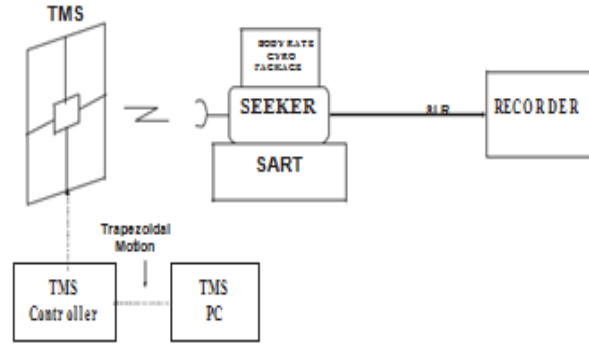 TMS
BODY RATE
GYRO
PACKAGE
SEEKER
RECORDER
SART
Trapezoidal
Motion
TMS
Controller
TMS
PC